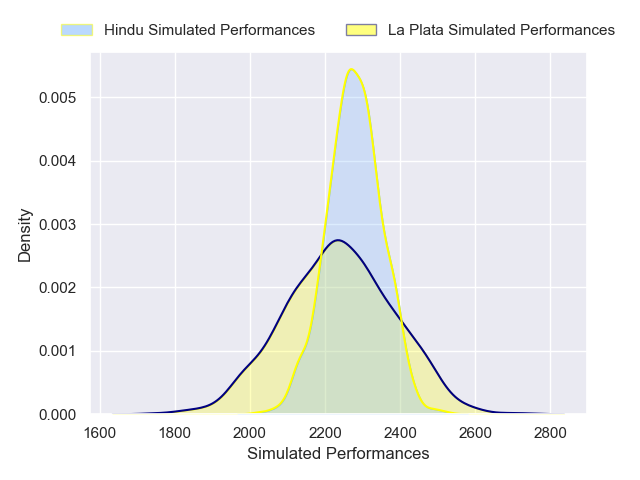 Hindu Simulated Performances La Plata Simulated Performances
0.005
0.004
0.003
0.002
0.001
0.000
Density
1600 1800 2000 2200 2400 2600 2800
Simulated Performances